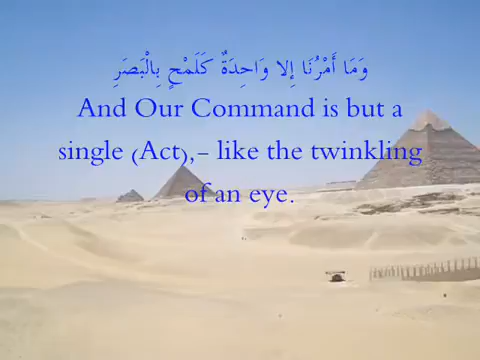 وَمَا أَمْرُنَا إِلا وَاحِدَةٌ كَلَمْحٍ بِالْبَصَرِ
And Our Command is but a
single (Act),- like the twinkling
of an eye.